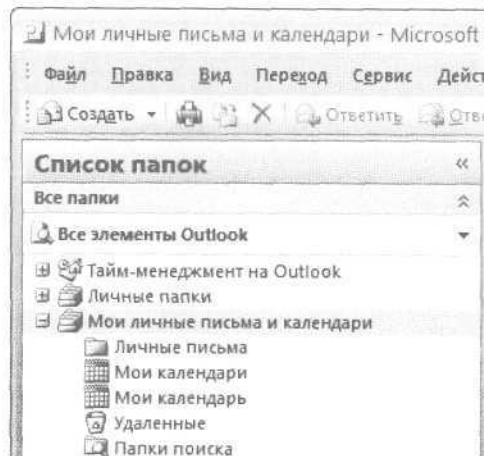 Мои личные письма и календари - Microsoft
Файл Правка Вид Переход Сервис Дейст
Создать Ответить Отве
Список папок «
Все папки
Все элементы Outlook
Тайм-менеджмент на Outlook
Личные папки
Мои личные письма и календари
Личные письма
Мои календари
Мои календарь
Удаленные
Папки поиска